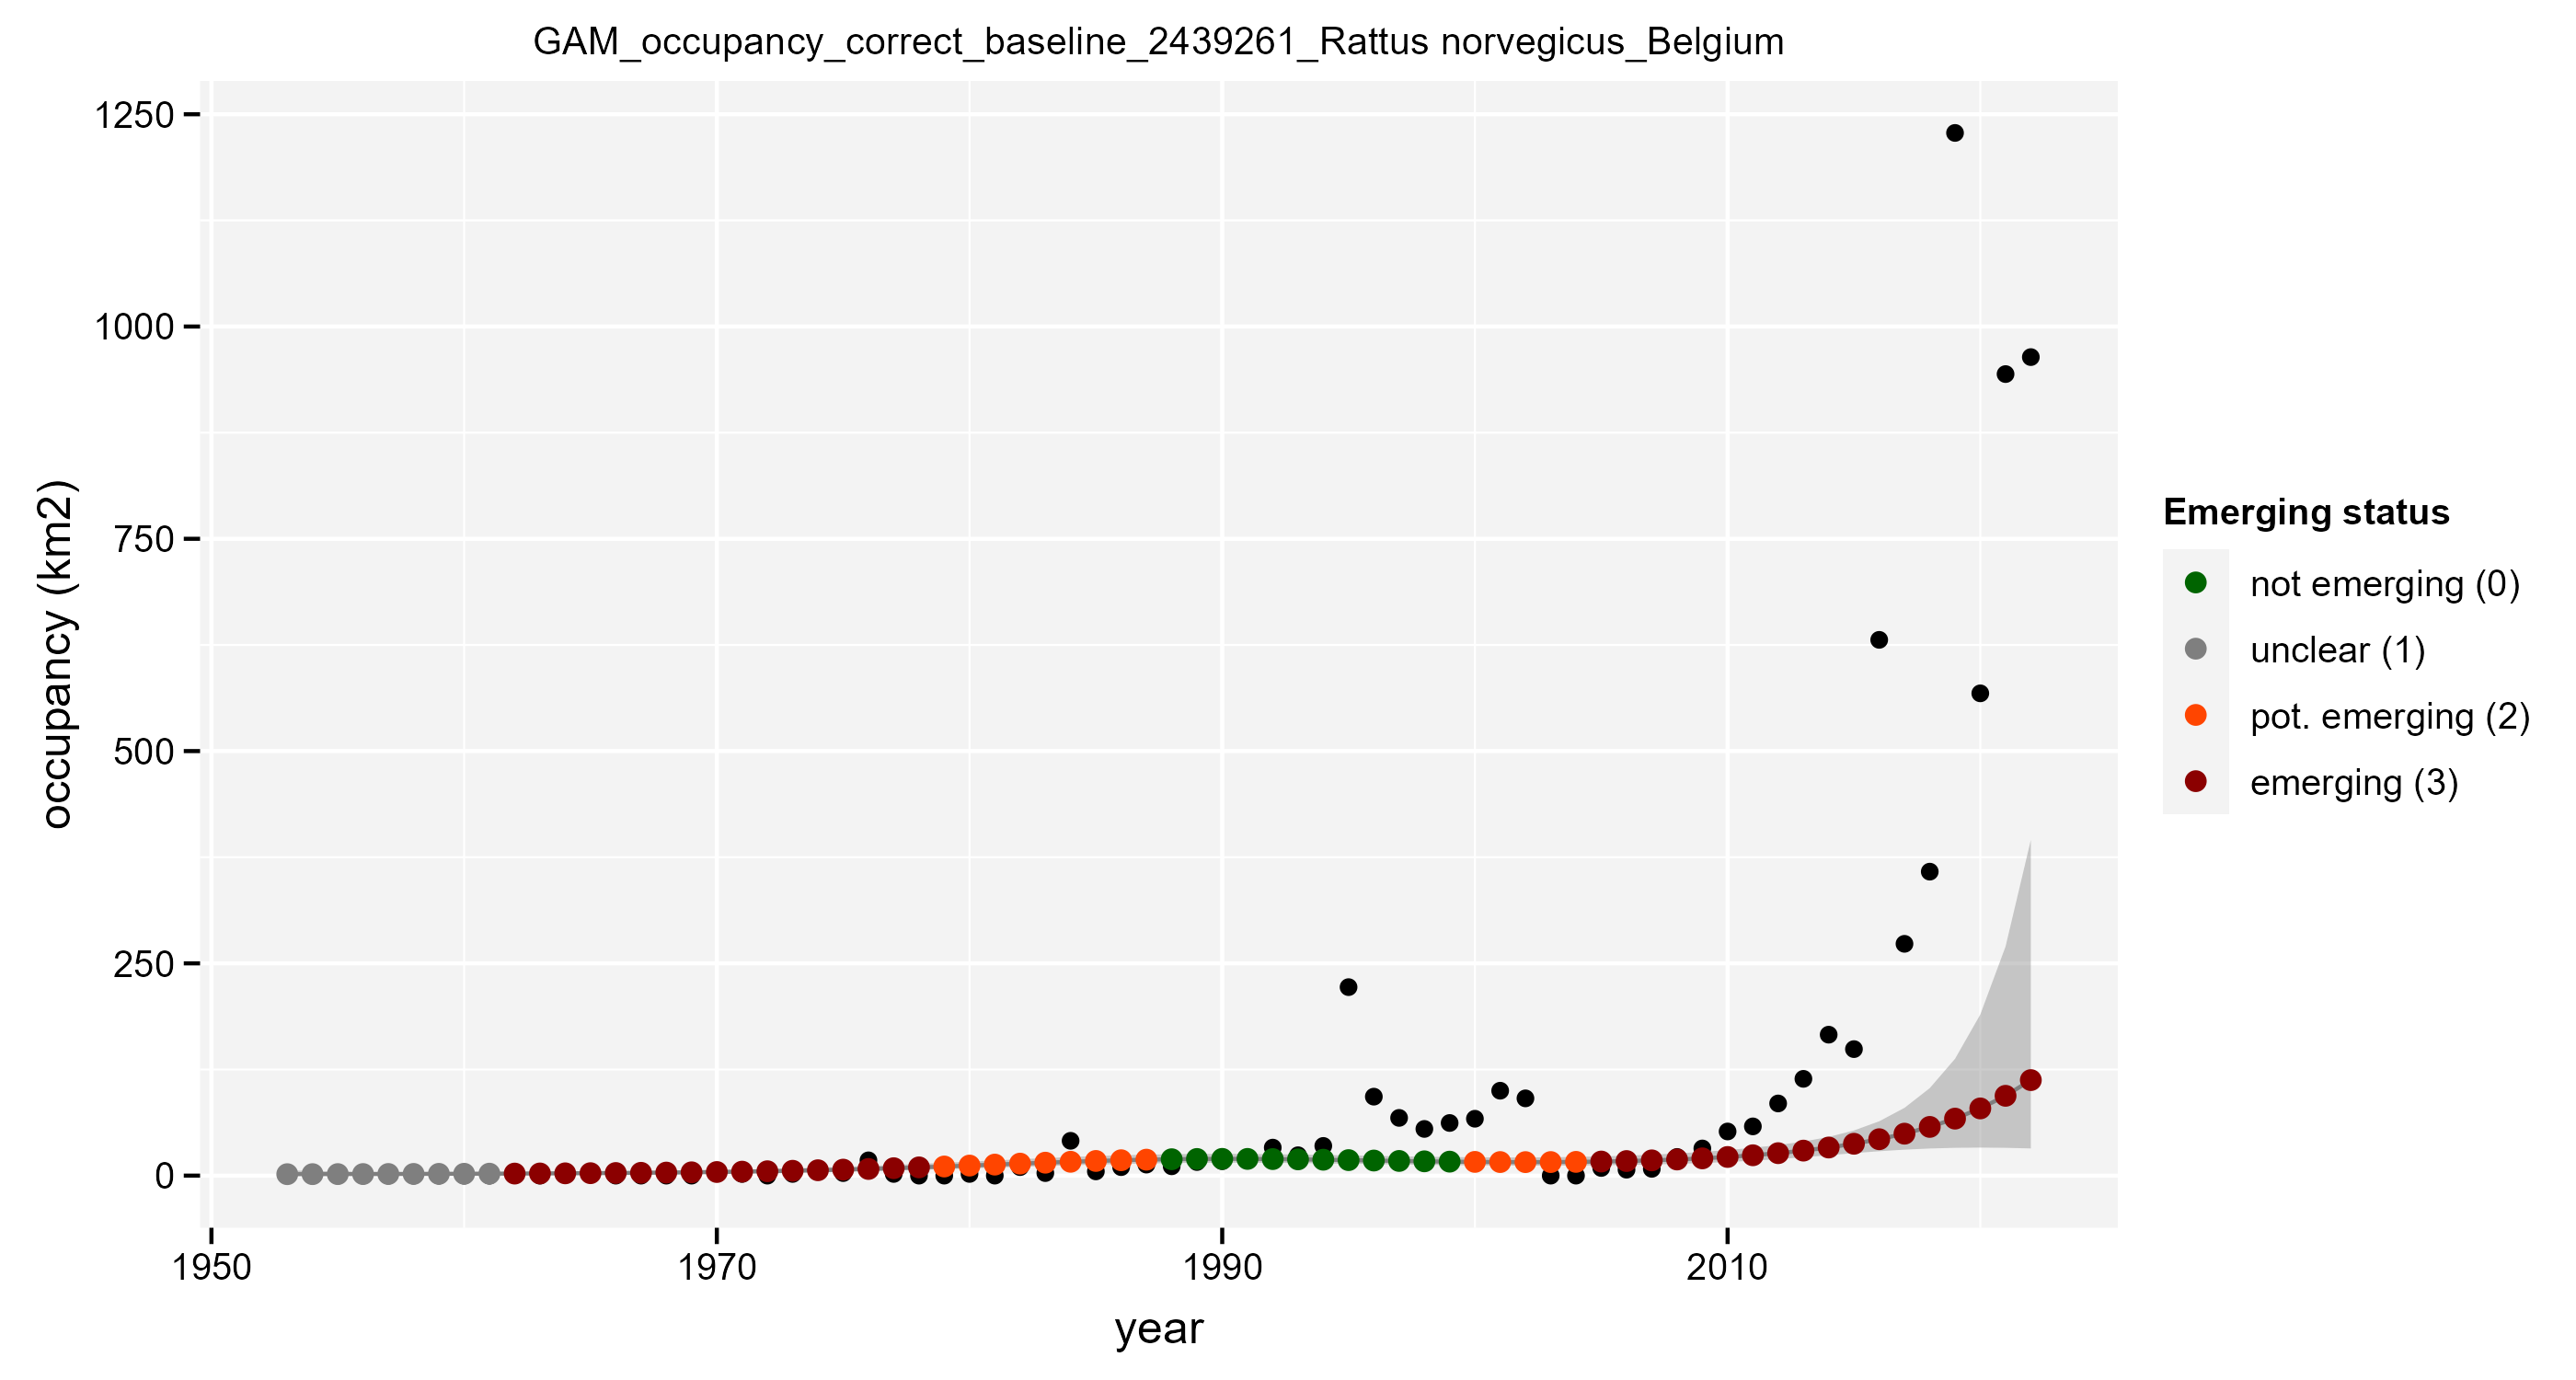 GAM_occupancy_correct_baseline_2439261_Rattus norvegicus_Belgium
occupancy (km2)
1250
1000
750
500
250
0
1950 1970 1990 2010
year
Emerging status
not emerging (0)
unclear (1)
pot. emerging (2)
emerging (3)